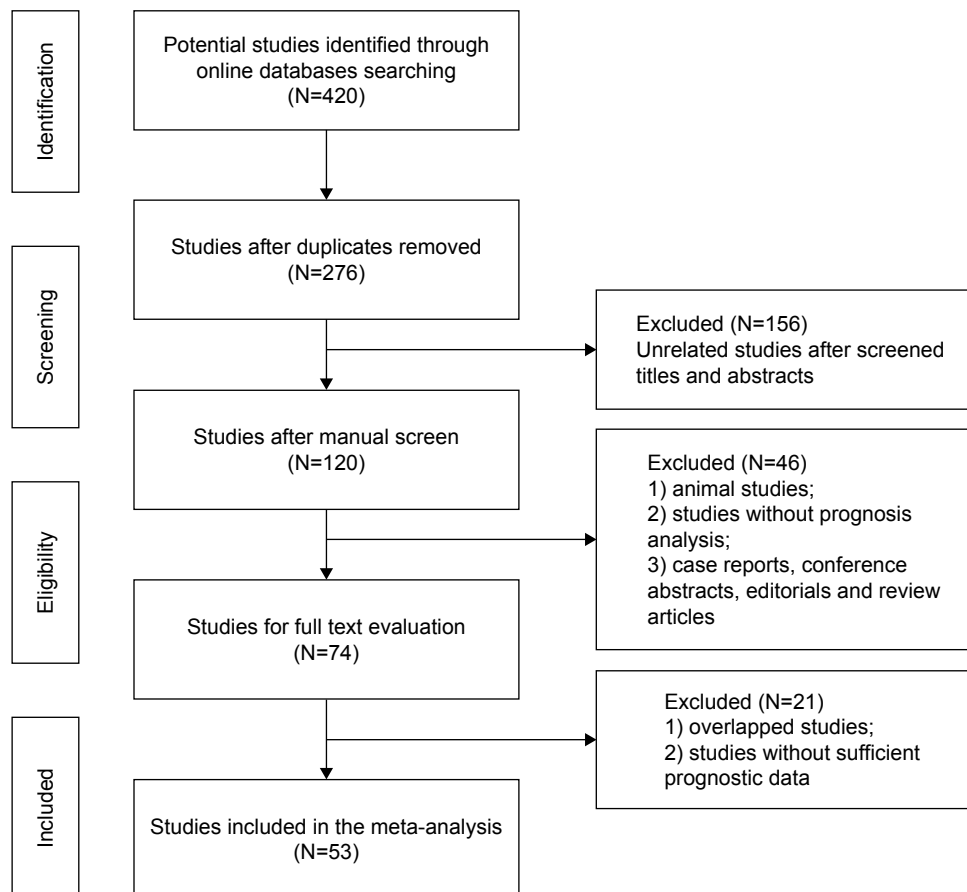 Identification
Potential studies identified through
online databases searching
(N=420)
Screening
Studies after duplicates removed
(N=276)
Excluded (N=156)
Unrelated studies after screened
titles and abstracts
Studies after manual screen
(N=120)
Eligibility
Excluded (N=46)
1) animal studies;
2) studies without prognosis
analysis;
3) case reports, conference
abstracts, editorials and review
articles
Studies for full text evaluation
(N=74)
Included
Excluded (N=21)
1) overlapped studies;
2) studies without sufficient
prognostic data
Studies included in the meta-analysis
(N=53)